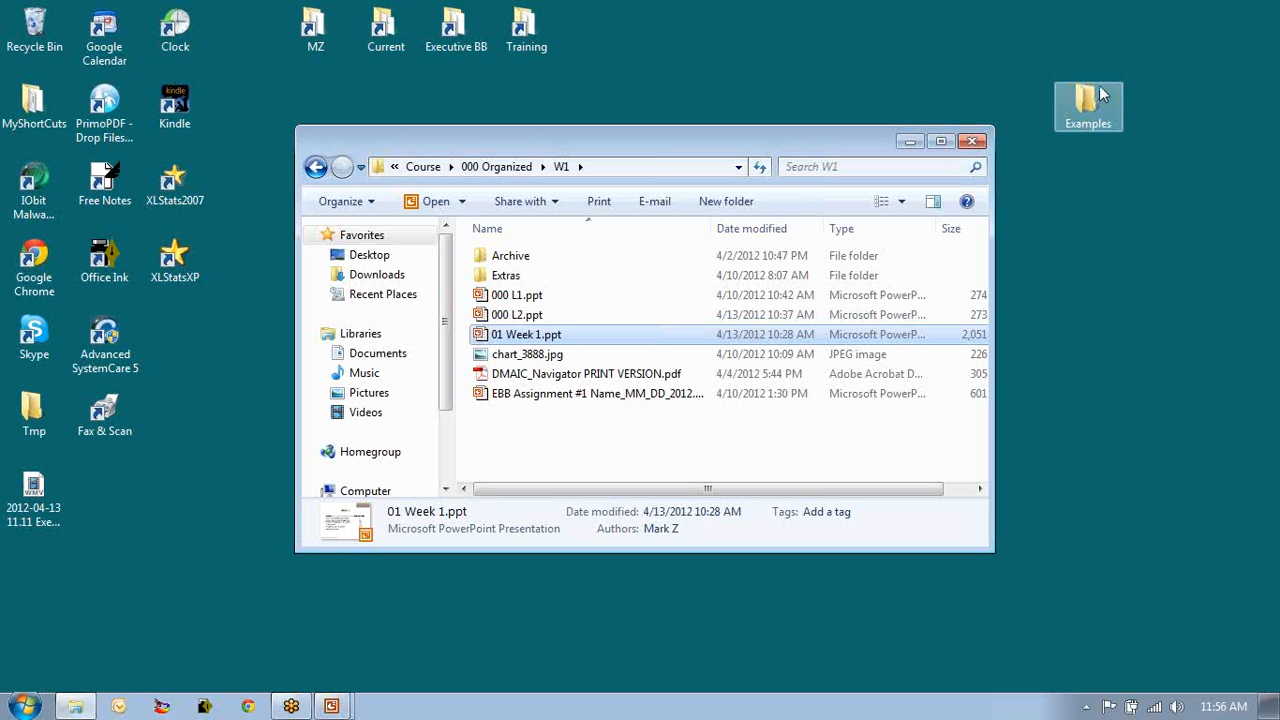 Recycle Bin
Google
Calendar
Clock
MZ
Current
Executive BB
Training
MyShortCuts
PrimoPDF -
Drop Files...
kindle
Kindle
Examples
IObit
Malwa...
Free Notes
XLStats2007
Google
Chrome
Office Ink
XLStatsXP
Skype
Advanced
SystemCare 5
Tmp
Fax & Scan
WMV
2012-04-13
11.11 Exe...
« Course 000 Organized W1
Search W1
Organize Open Share with Print E-mail New folder
Name Date modified Type Size
Favorites
Desktop
Downloads
Recent Places
Libraries
Documents
Music
Pictures
Videos
Homegroup
Computer
Archive 4/2/2012 10:47 PM File folder
Extras 4/10/2012 8:07 AM File folder
000 L1.ppt 4/10/2012 10:42 AM Microsoft PowerP... 274
000 L2.ppt 4/13/2012 10:37 AM Microsoft PowerP... 273
01 Week 1.ppt 4/13/2012 10:28 AM Microsoft PowerP... 2,051
chart_3888.jpg 4/10/2012 10:09 AM JPEG image 226
DMAIC_Navigator PRINT VERSION.pdf 4/4/2012 5:44 PM Adobe Acrobat D... 305
EBB Assignment #1 Name_MM_DD_2012.... 4/10/2012 1:30 PM Microsoft PowerP... 601
01 Week 1.ppt Date modified: 4/13/2012 10:28 AM Tags: Add a tag
Microsoft PowerPoint Presentation Authors: Mark Z
11:56 AM